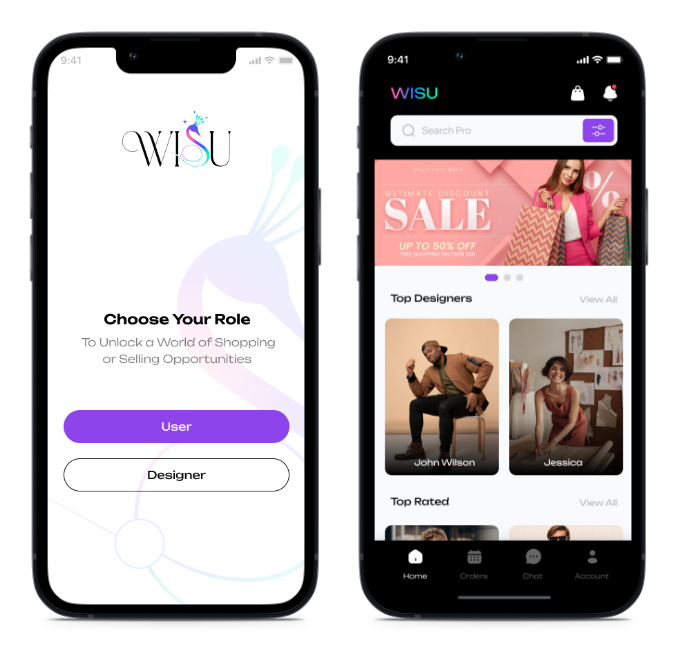 9:41
WISU
Choose Your Role
To Unlock a World of Shopping
or Selling Opportunities
User
Designer
9:41
WISU
Search Pro
ONLY THIS WEEK
ULTIMATE DISCOUNT
SALE
%
UP TO 50% OFF
FREE SHOPPING ON OVER 200
Top Designers
View All
John Wilson
Jessica
Top Rated
View All
Home
Orders
Chat
Account